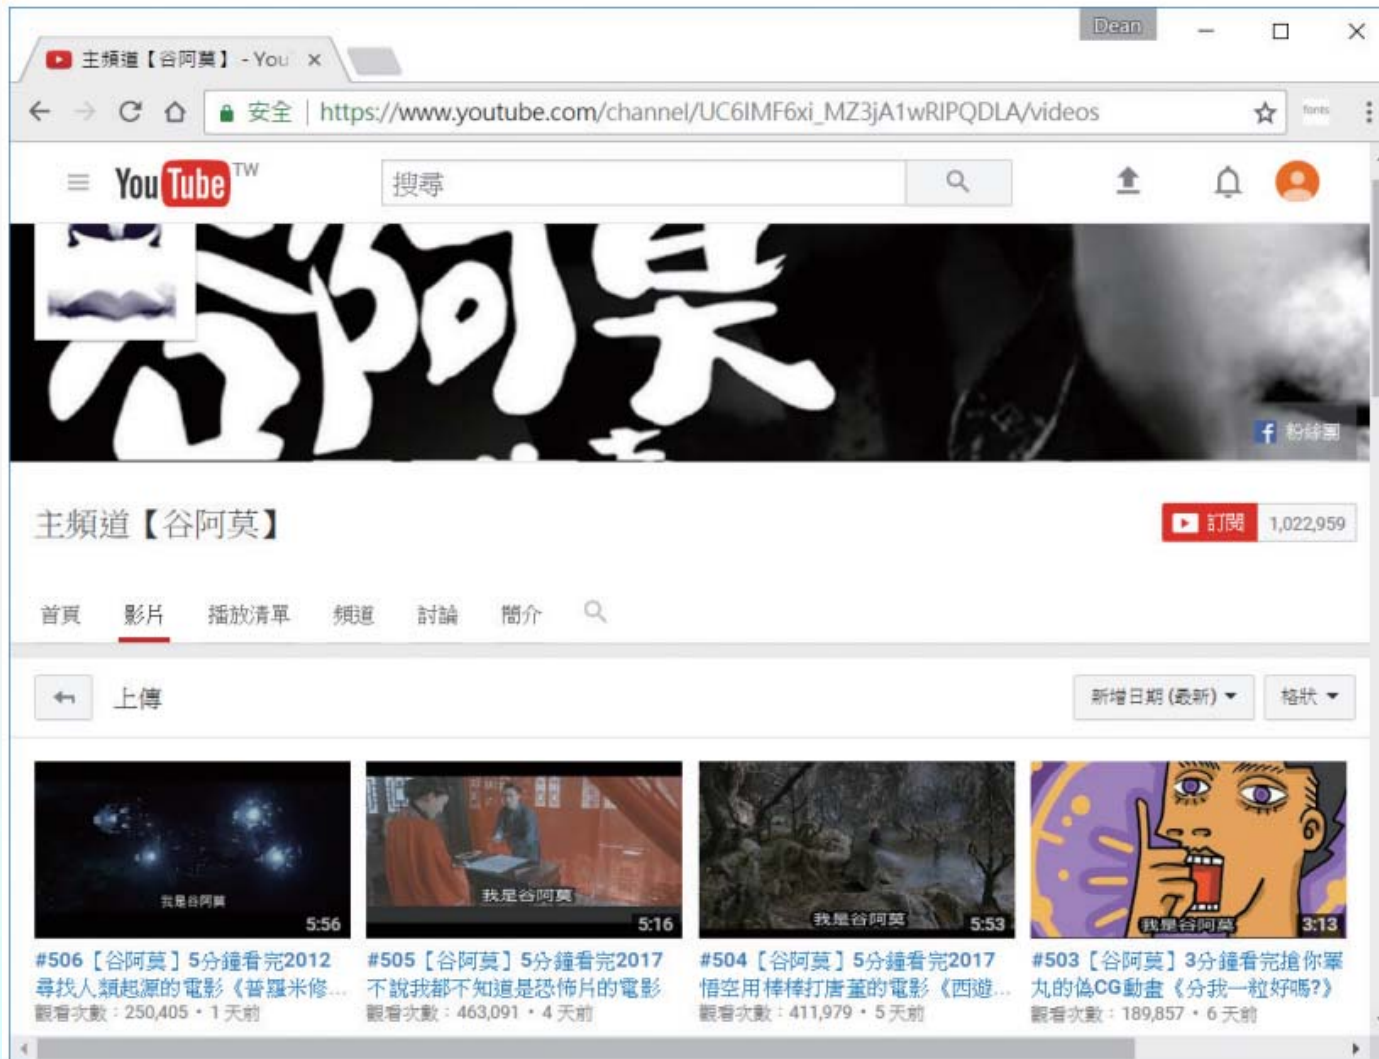 Dean
主頻道【谷阿莫】 - You
安全 | https://www.youtube.com/channel/UC6IMF6xi_MZ3jA1wRlPQDLA/videos
fonts
YouTube TW
搜尋
谷阿莫
粉絲團
主頻道【谷阿莫】
訂閱 1,022,959
首頁 影片 播放清單 頻道 討論 簡介
上傳
新增日期 (最新) 格狀
我是谷阿莫
5:56
我是谷阿莫
5:16
我是谷阿莫
5:53
我是谷阿莫
3:13
#506【谷阿莫】5分鐘看完2012
尋找人類起源的電影《普羅米修...
觀看次數：250,405 • 1 天前
#505【谷阿莫】5分鐘看完2017
不說我都不知道是恐怖片的電影
觀看次數：463,091 • 4 天前
#504【谷阿莫】5分鐘看完2017
悟空用棒棒打唐董的電影《西遊...
觀看次數：411,979 • 5 天前
#503【谷阿莫】3分鐘看完搶你睪
丸的偽CG動畫《分我一粒好嗎?》
觀看次數：189,857 • 6 天前